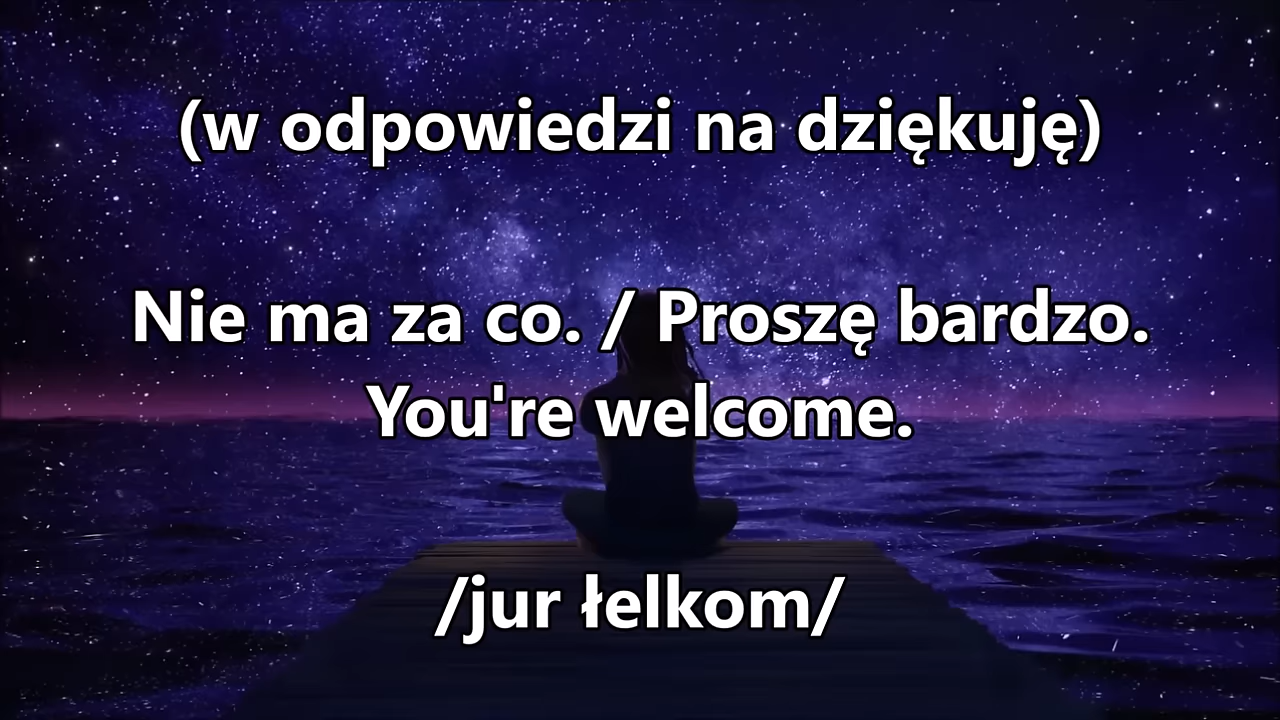 (w odpowiedzi na dziękuję)
Nie ma za co. / Proszę bardzo.
You're welcome.
/jur łelkom/